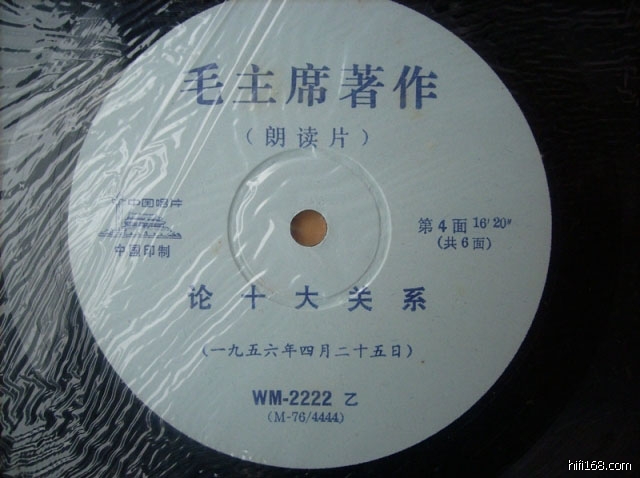 毛主席著作
（朗读片）
中国唱片
中国印制
第4面 16′20″
（共6面）
论十大关系
（一九五六年四月二十五日）
WM-2222 乙
(M-76/4444)
hifi168.com